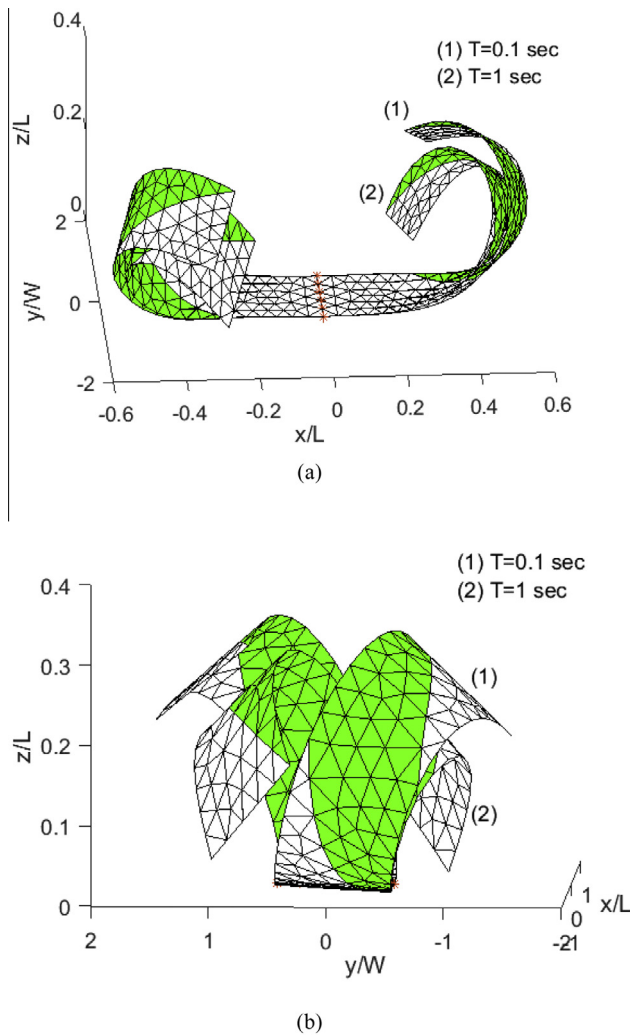 0.4
(1) T=0.1 sec
(2) T=1 sec
0.2
(1)
z/L
(2)
0
2
y/W
0
-2
-0.6 -0.4 -0.2 0 0.2 0.4 0.6
x/L
(a)
(1) T=0.1 sec
(2) T=1 sec
0.4
0.3
(1)
z/L
0.2
(2)
0.1
1 x/L
0
0
2 1 0 -1 -2 -1
y/W
(b)